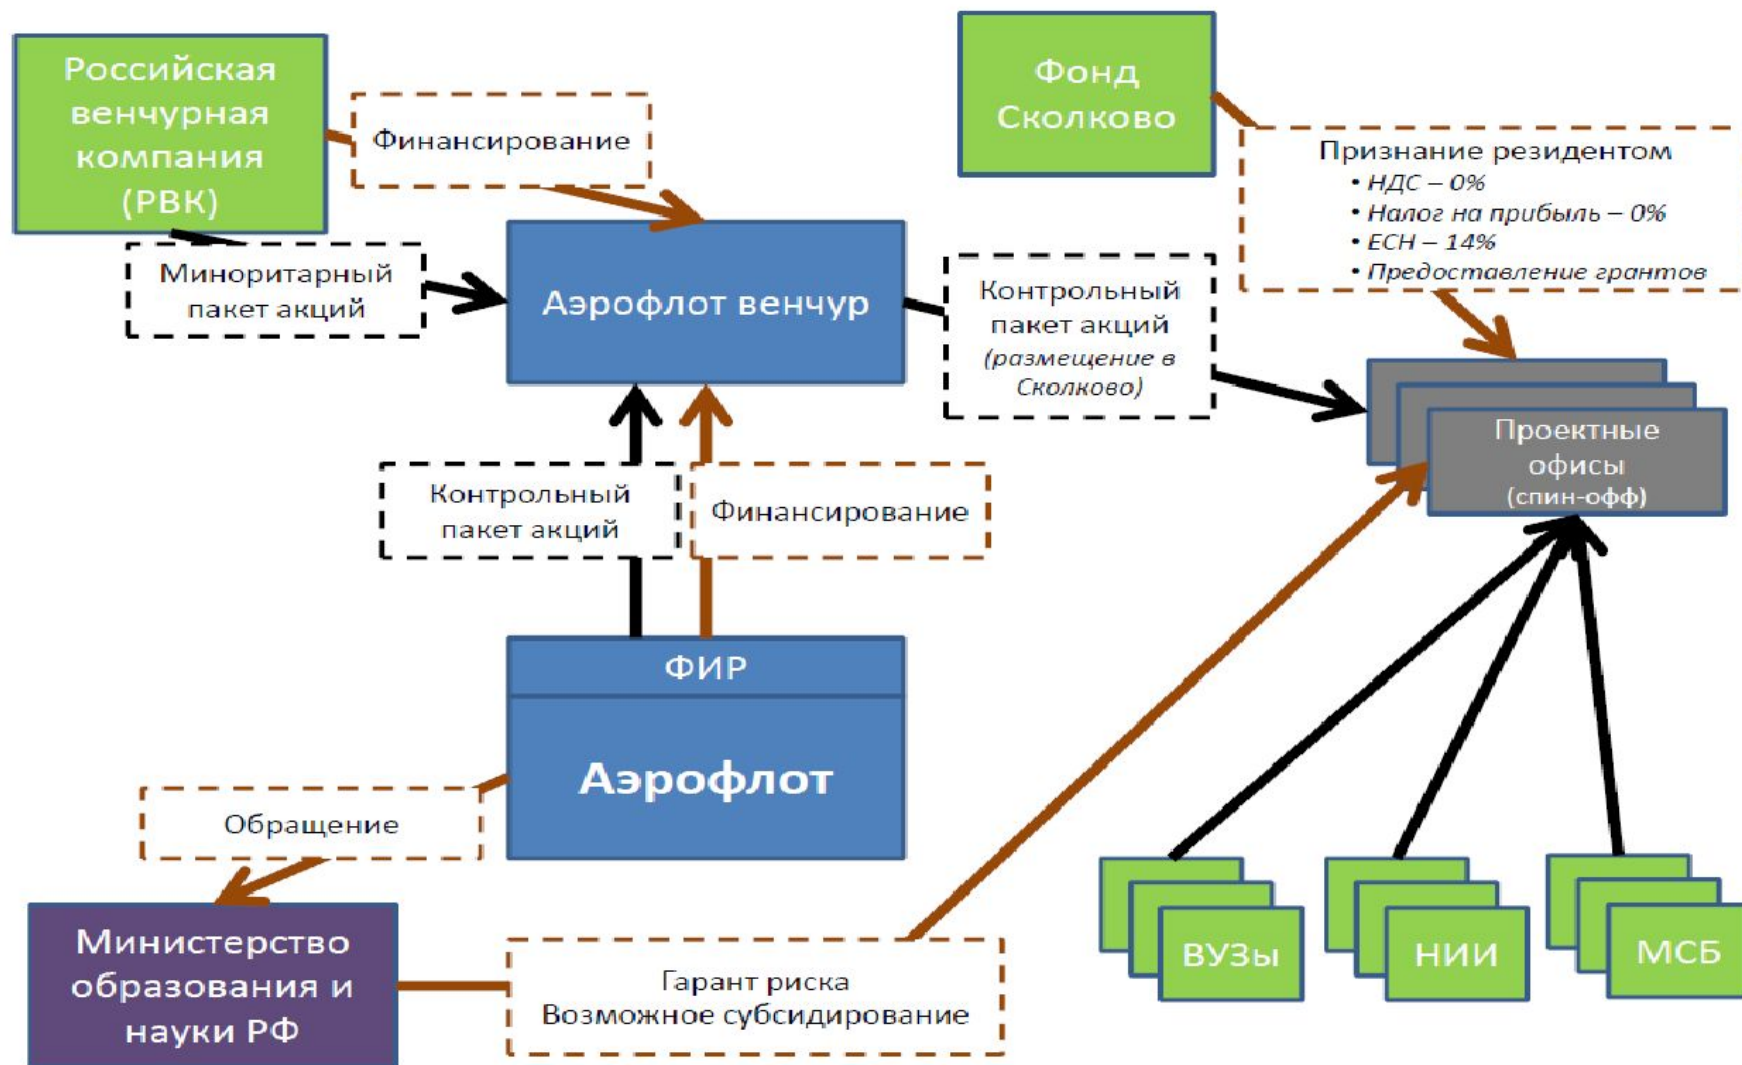 Российская
венчурная
компания
(РВК)
Финансирование
Фонд
Сколково
Признание резидентом
• НДС – 0%
• Налог на прибыль – 0%
• ЕСН – 14%
• Предоставление грантов
Миноритарный
пакет акций
Аэрофлот венчур
Контрольный
пакет акций
(размещение в
Сколково)
Проектные
офисы
(спин-офф)
Контрольный
пакет акций
Финансирование
ФИР
Аэрофлот
Обращение
Министерство
образования и
науки РФ
Гарант риска
Возможное субсидирование
ВУЗы
НИИ
МСБ